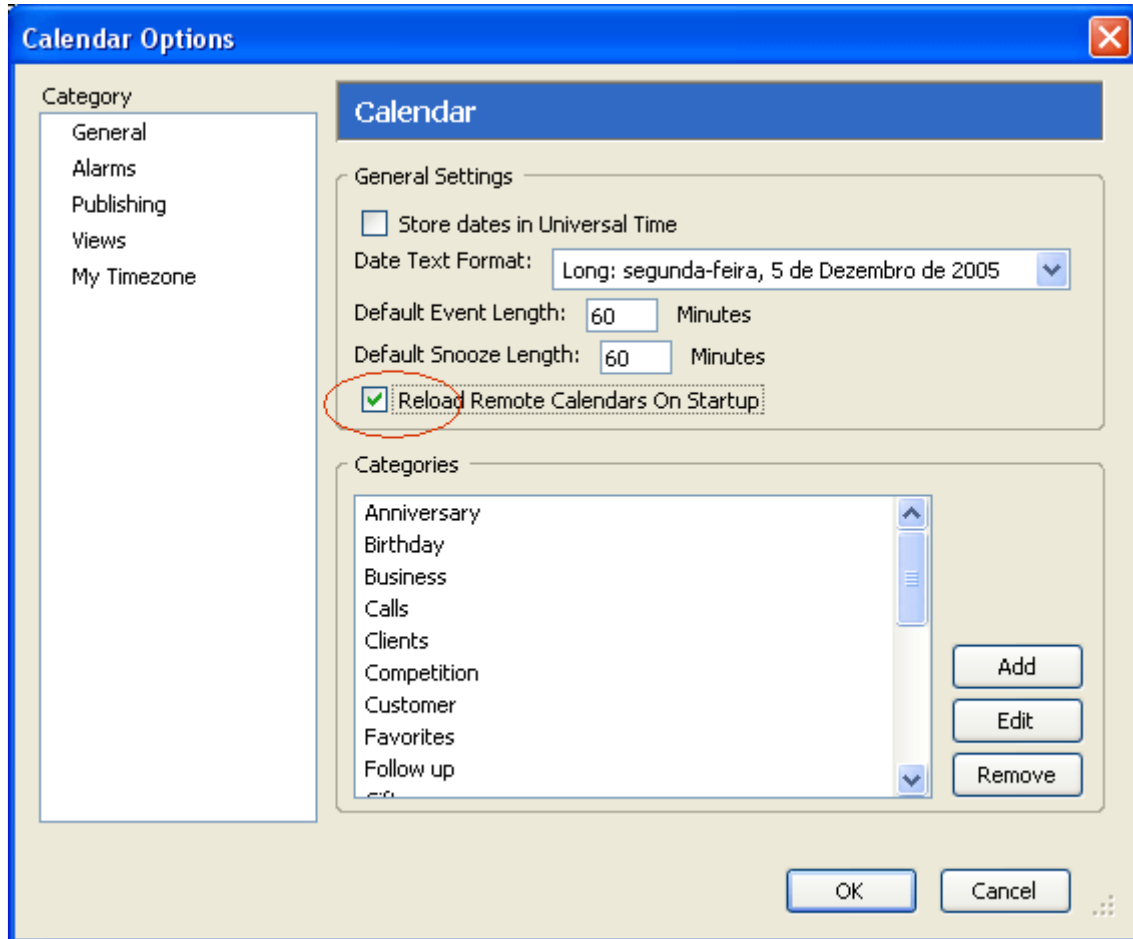 Calendar Options
Category
General
Alarms
Publishing
Views
My Timezone
Calendar
General Settings
Store dates in Universal Time
Date Text Format: Long: segunda-feira, 5 de Dezembro de 2005
Default Event Length: 60 Minutes
Default Snooze Length: 60 Minutes
Reload Remote Calendars On Startup
Categories
Anniversary
Birthday
Business
Calls
Clients
Competition
Customer
Favorites
Follow up
Add
Edit
Remove
OK Cancel